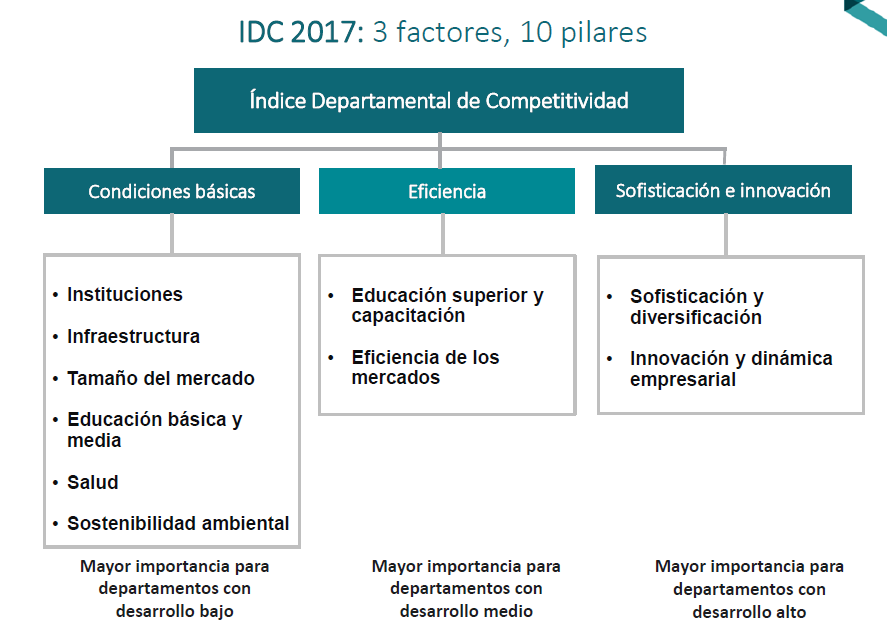 IDC 2017: 3 factores, 10 pilares
Índice Departamental de Competitividad
Condiciones básicas
Eficiencia
Sofisticación e innovación
• Instituciones
• Infraestructura
• Tamaño del mercado
• Educación básica y
media
• Salud
• Sostenibilidad ambiental
• Educación superior y
capacitación
• Eficiencia de los
mercados
• Sofisticación y
diversificación
• Innovación y dinámica
empresarial
Mayor importancia para
departamentos con
desarrollo bajo
Mayor importancia para
departamentos con
desarrollo medio
Mayor importancia para
departamentos con
desarrollo alto